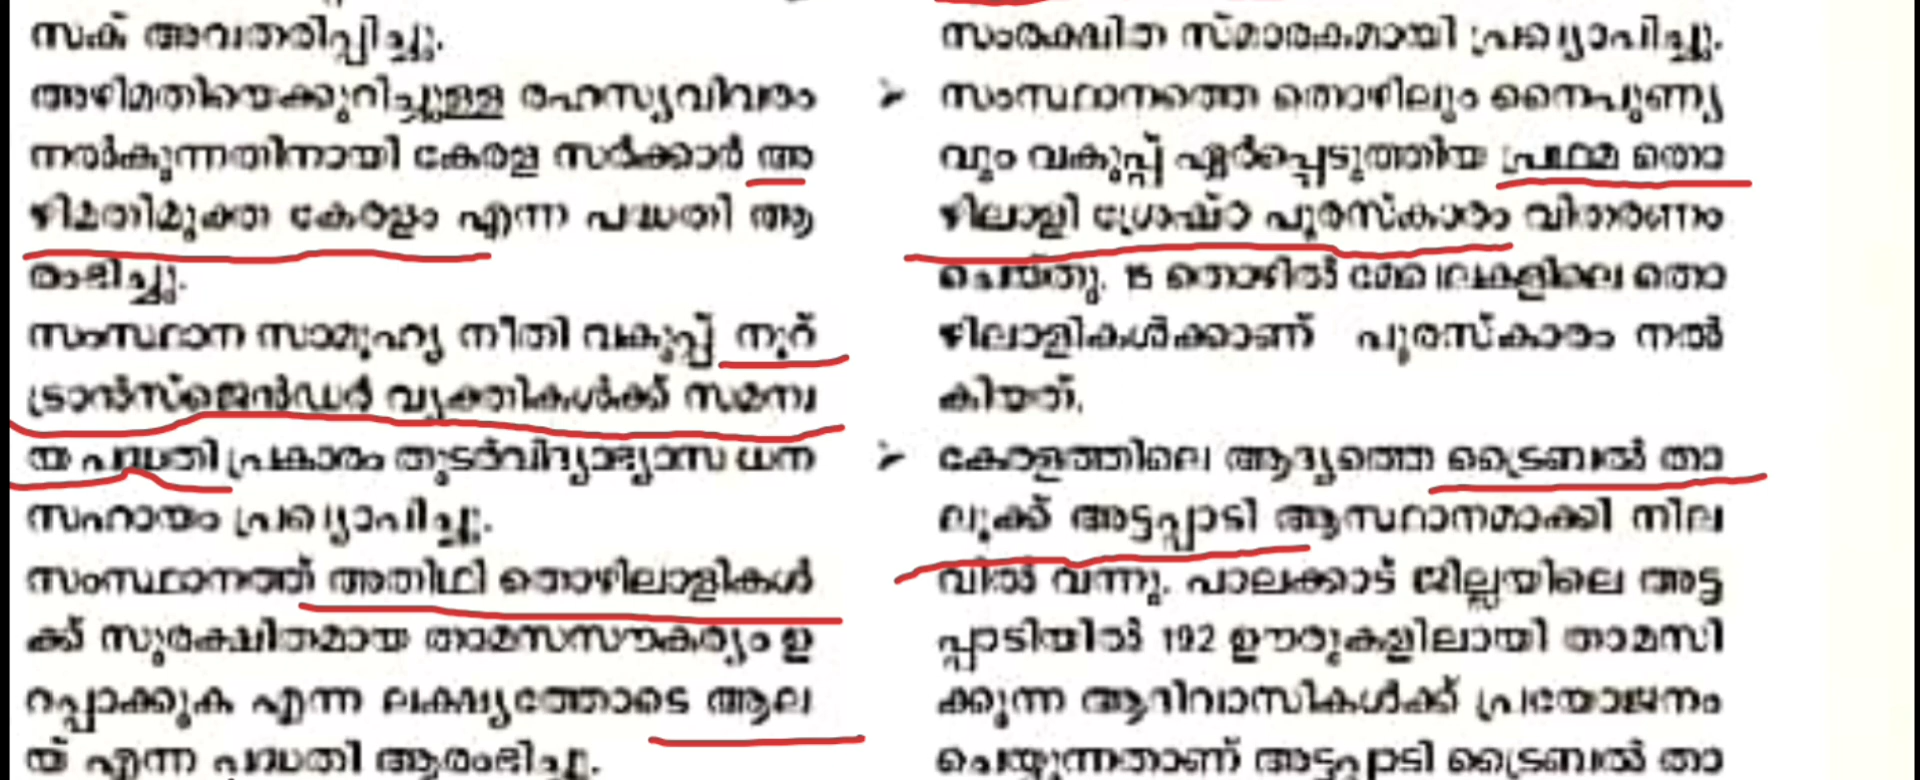 സക് അവതരിപ്പിച്ചു.
അഴിമതിയെക്കുറിച്ചുള്ള രഹസ്യവിവരം
നൽകുന്നതിനായി കേരള സർക്കാർ അ
ഴിമതിമുക്ത കേരളം എന്ന പദ്ധതി ആ
രംഭിച്ചു.
സംസ്ഥാന സാമൂഹ്യ നീതി വകുപ്പ് നൂറ്
ട്രാൻസ്ജെൻഡർ വ്യക്തികൾക്ക് സമന്വ
യ പദ്ധതി പ്രകാരം തുടർവിദ്യാഭ്യാസ ധന
സഹായം പ്രഖ്യാപിച്ചു.
സംസ്ഥാനത്ത് അതിഥി തൊഴിലാളികൾ
ക്ക് സുരക്ഷിതമായ താമസസൗകര്യം ഉ
റപ്പാക്കുക എന്ന ലക്ഷ്യത്തോടെ ആല
യ് എന്ന പദ്ധതി ആരംഭിച്ചു.
സംരക്ഷിത സ്മാരകമായി പ്രഖ്യാപിച്ചു.
➤ സംസ്ഥാനത്തെ തൊഴിലും നൈപുണ്യ
വും വകുപ്പ് ഏർപ്പെടുത്തിയ പ്രഥമ തൊ
ഴിലാളി ശ്രേഷ്ഠ പുരസ്കാരം വിതരണം
ചെയ്തു. 15 തൊഴിൽ മേഖലകളിലെ തൊ
ഴിലാളികൾക്കാണ് പുരസ്കാരം നൽ
കിയത്.
➤ കേരളത്തിലെ ആദ്യത്തെ ട്രൈബൽ താ
ലൂക്ക് അട്ടപ്പാടി ആസ്ഥാനമാക്കി നില
വിൽ വന്നു. പാലക്കാട് ജില്ലയിലെ അട്ട
പ്പാടിയിൽ 192 ഊരുകളിലായി താമസി
ക്കുന്ന ആദിവാസികൾക്ക് പ്രയോജനം
ചെയ്യുന്നതാണ് അട്ടപ്പാടി ട്രൈബൽ താ